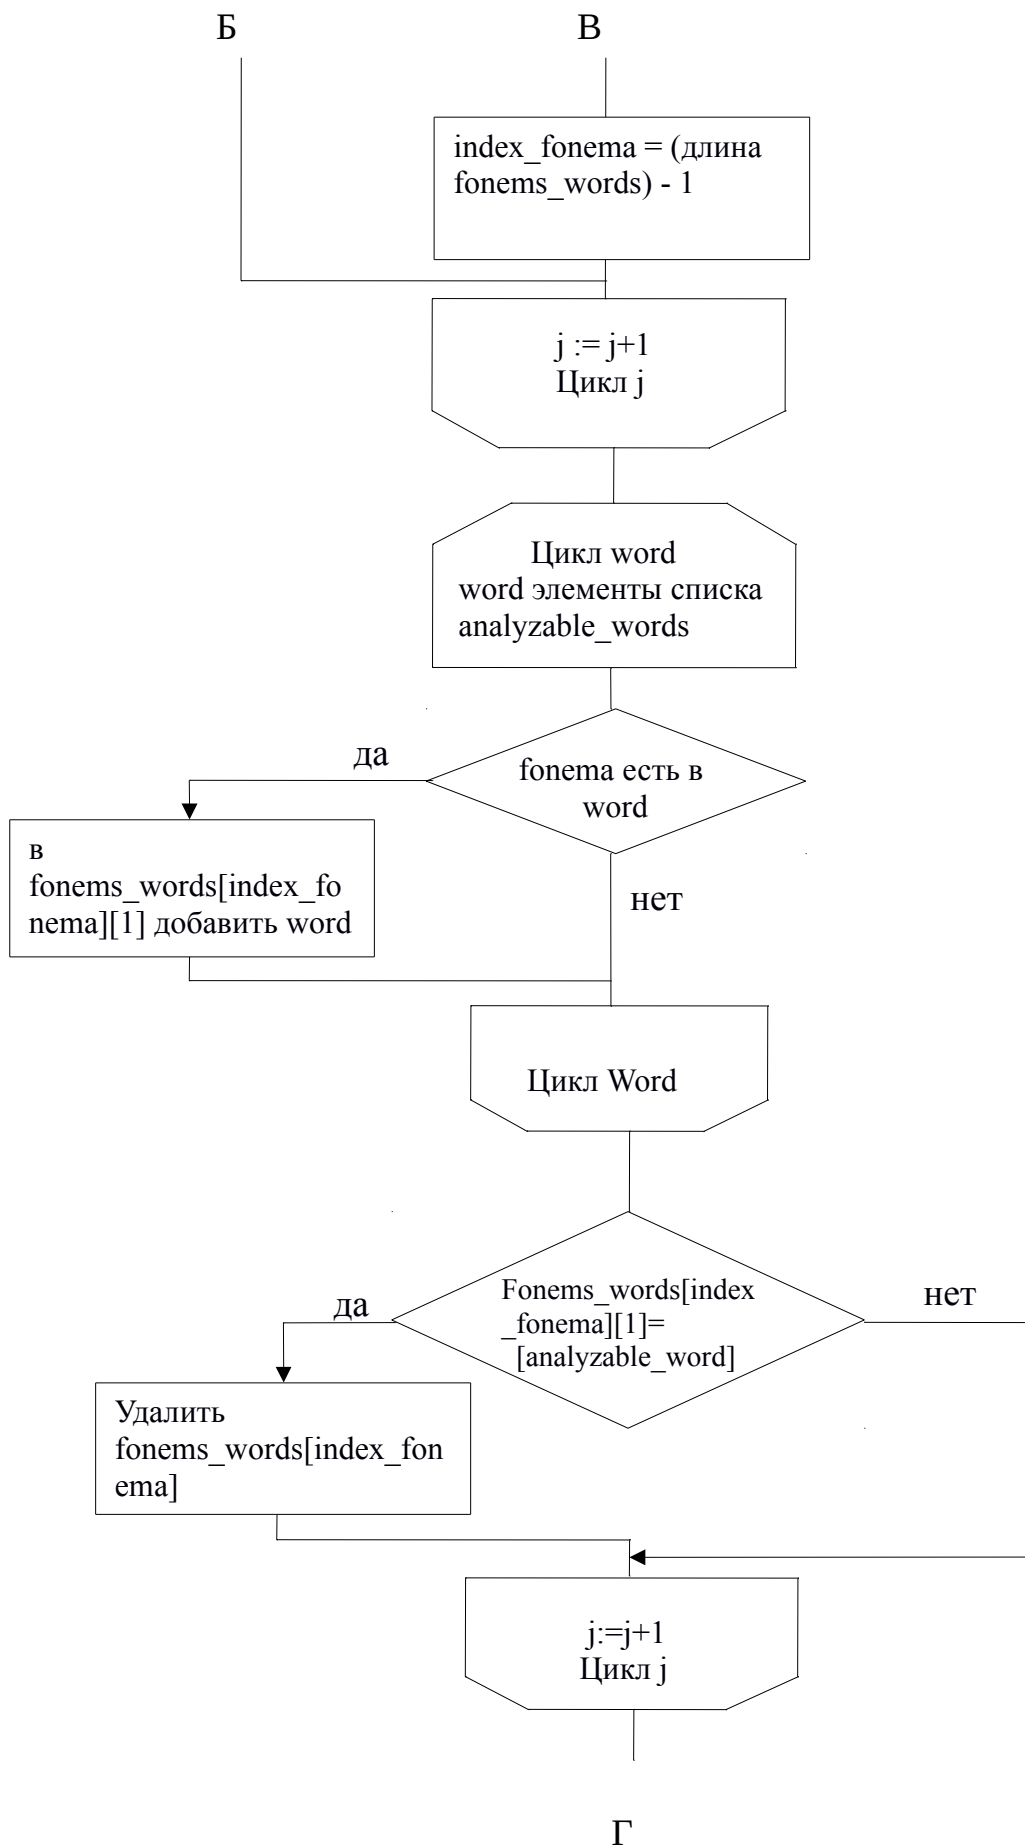 Б
В
index_fonema = (длина
fonems_words) - 1
j := j+1
Цикл j
Цикл word
word элементы списка
analyzable_words
да
fonema есть в
word
в
fonems_words[index_fo
nema][1] добавить word
нет
Цикл Word
Fonems_words[index
_fonema][1]=
[analyzable_word]
да
нет
Удалить
fonems_words[index_fon
ema]
j:=j+1
Цикл j
Г